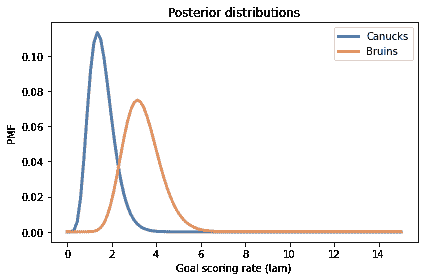 Posterior distributions
Canucks
Bruins
PMF
0.10
0.08
0.06
0.04
0.02
0.00
0 2 4 6 8 10 12 14
Goal scoring rate (lam)